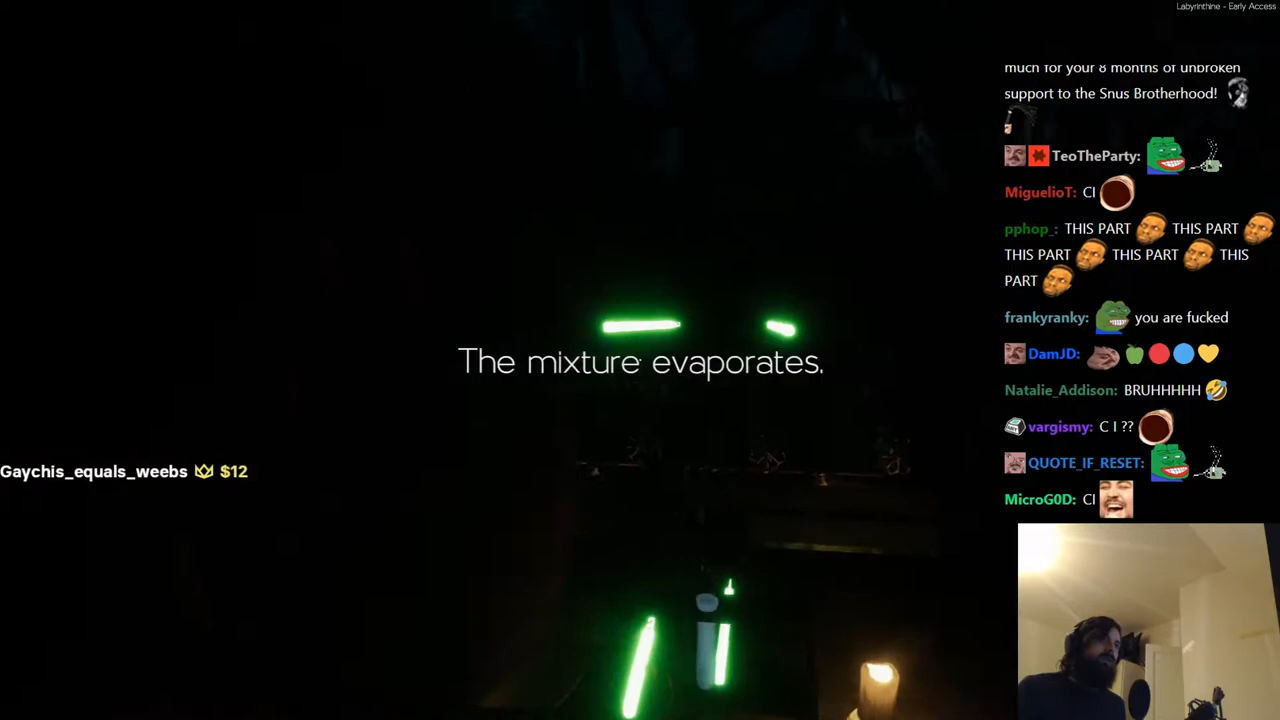 Labyrinthine - Early Access
much for your 8 months of unbroken
support to the Snus Brotherhood!
TeoTheParty:
MiguelioT: CI
pphop_: THIS PART THIS PART
THIS PART THIS PART THIS
PART
frankyranky: you are fucked
DamJD:
Natalie_Addison: BRUHHHHH
vargismy: C I ??
QUOTE_IF_RESET:
MicroG0D: CI
The mixture evaporates.
Gaychis_equals_weebs $12